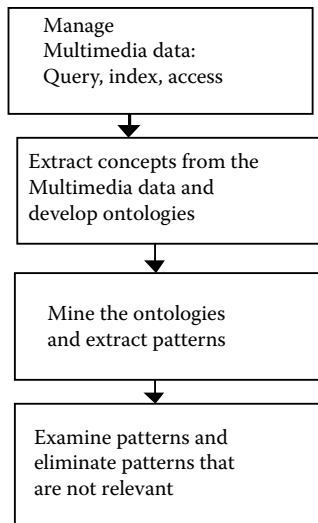 Manage
Multimedia data:
Query, index, access
Extract concepts from the
Multimedia data and
develop ontologies
Mine the ontologies
and extract patterns
Examine patterns and
eliminate patterns that
are not relevant